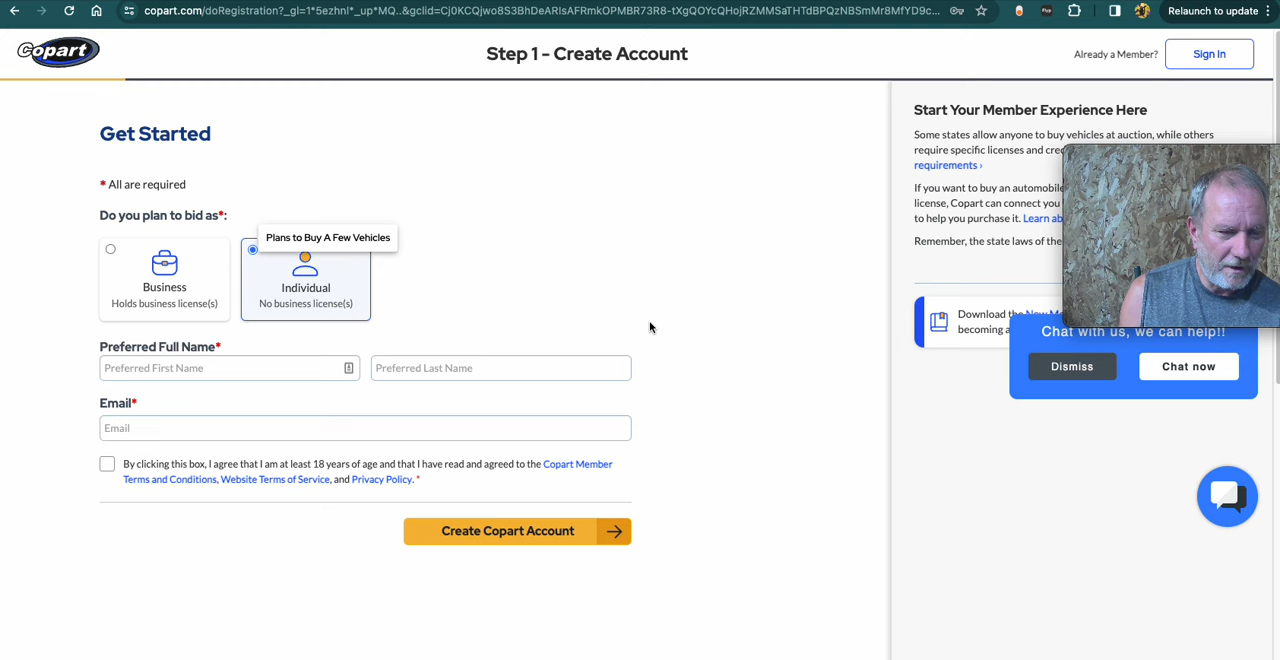 copart.com/doRegistration?_gl=1*5ezhnl*_up*MQ..&gclid=Cj0KCQjwo8S3BhDeARIsAFRmkOPMBR73R8-tXgQOYcQHojRZMMSaTHTdBPQzNBSmMr8MfYD9c...
Relaunch to update
Copart
Step 1 - Create Account
Already a Member?
Sign In
Get Started
* All are required
Do you plan to bid as*:
Plans to Buy A Few Vehicles
Business
Holds business license(s)
Individual
No business license(s)
Preferred Full Name*
Preferred First Name
Preferred Last Name
Email*
Email
By clicking this box, I agree that I am at least 18 years of age and that I have read and agreed to the Copart Member
Terms and Conditions, Website Terms of Service, and Privacy Policy. *
Create Copart Account
Start Your Member Experience Here
Some states allow anyone to buy vehicles at auction, while others
require specific licenses and
requirements ›
If you want to buy an automobile
license, Copart can connect you
to help you purchase it. Learn
Remember, the state laws of the
Download the New
becoming
Chat with us, we can help!!
Dismiss
Chat now